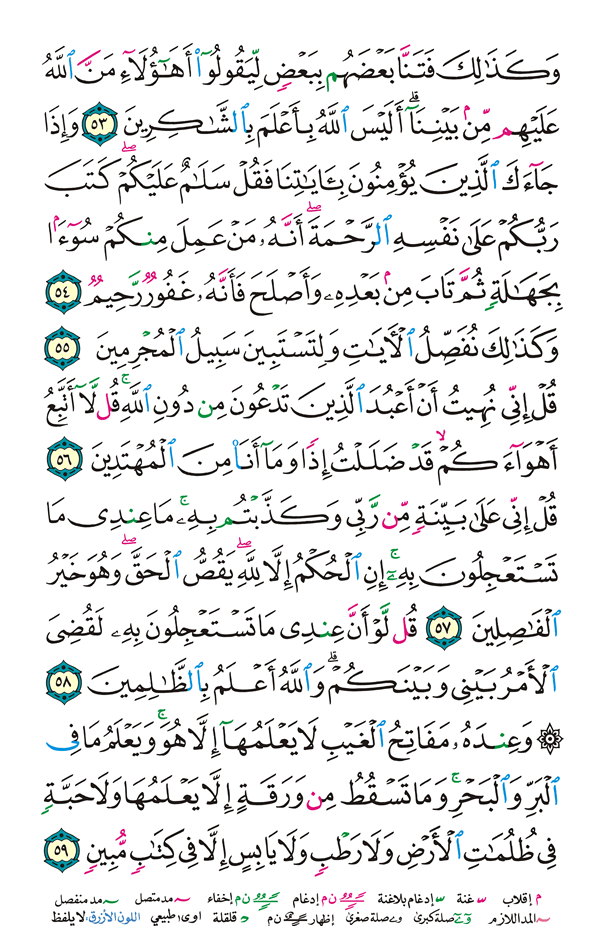 وَكَذَٰلِكَ فَتَنَّا بَعْضَهُم بِبَعْضٍ لِّيَقُولُوٓا۟ أَهَـٰٓؤُلَآءِ مَنَّ ٱللَّهُ
عَلَيْهِم مِّنۢ بَيْنِنَآ ۗ أَلَيْسَ ٱللَّهُ بِأَعْلَمَ بِٱلشَّـٰكِرِينَ ٥٣ وَإِذَا
جَآءَكَ ٱلَّذِينَ يُؤْمِنُونَ بِـَٔايَـٰتِنَا فَقُلْ سَلَـٰمٌ عَلَيْكُمْ ۖ كَتَبَ
رَبُّكُمْ عَلَىٰ نَفْسِهِ ٱلرَّحْمَةَ ۖ أَنَّهُۥ مَنْ عَمِلَ مِنكُمْ سُوٓءًۢا
بِجَهَـٰلَةٍ ثُمَّ تَابَ مِنۢ بَعْدِهِۦ وَأَصْلَحَ فَأَنَّهُۥ غَفُورٌ رَّحِيمٌ ٥٤
وَكَذَٰلِكَ نُفَصِّلُ ٱلْـَٔايَـٰتِ وَلِتَسْتَبِينَ سَبِيلُ ٱلْمُجْرِمِينَ ٥٥
قُلْ إِنِّى نُهِيتُ أَنْ أَعْبُدَ ٱلَّذِينَ تَدْعُونَ مِن دُونِ ٱللَّهِ ۚ قُل لَّآ أَتَّبِعُ
أَهْوَآءَكُمْ ۙ قَدْ ضَلَلْتُ إِذًا وَمَآ أَنَا۠ مِنَ ٱلْمُهْتَدِينَ ٥٦
قُلْ إِنِّى عَلَىٰ بَيِّنَةٍ مِّن رَّبِّى وَكَذَّبْتُم بِهِۦ ۚ مَا عِندِى مَا
تَسْتَعْجِلُونَ بِهِۦٓ ۚ إِنِ ٱلْحُكْمُ إِلَّا لِلَّهِ ۖ يَقُصُّ ٱلْحَقَّ ۖ وَهُوَ خَيْرُ
ٱلْفَـٰصِلِينَ ٥٧ قُل لَّوْ أَنَّ عِندِى مَا تَسْتَعْجِلُونَ بِهِۦ لَقُضِىَ
ٱلْأَمْرُ بَيْنِى وَبَيْنَكُمْ ۗ وَٱللَّهُ أَعْلَمُ بِٱلظَّـٰلِمِينَ ٥٨
۞ وَعِندَهُۥ مَفَاتِحُ ٱلْغَيْبِ لَا يَعْلَمُهَآ إِلَّا هُوَ ۚ وَيَعْلَمُ مَا فِى
ٱلْبَرِّ وَٱلْبَحْرِ ۚ وَمَا تَسْقُطُ مِن وَرَقَةٍ إِلَّا يَعْلَمُهَا وَلَا حَبَّةٍ
فِى ظُلُمَـٰتِ ٱلْأَرْضِ وَلَا رَطْبٍ وَلَا يَابِسٍ إِلَّا فِى كِتَـٰبٍ مُّبِينٍ ٥٩
م إقلاب غنة إدغام بلاغنة ن م إدغام ن م إخفاء مد متصل مد منفصل
المد اللازم صلة كبرى و ے صلة صغرى إظهار ن م قلقلة اوى طبيعي اللون الأزرق: لا يلفظ